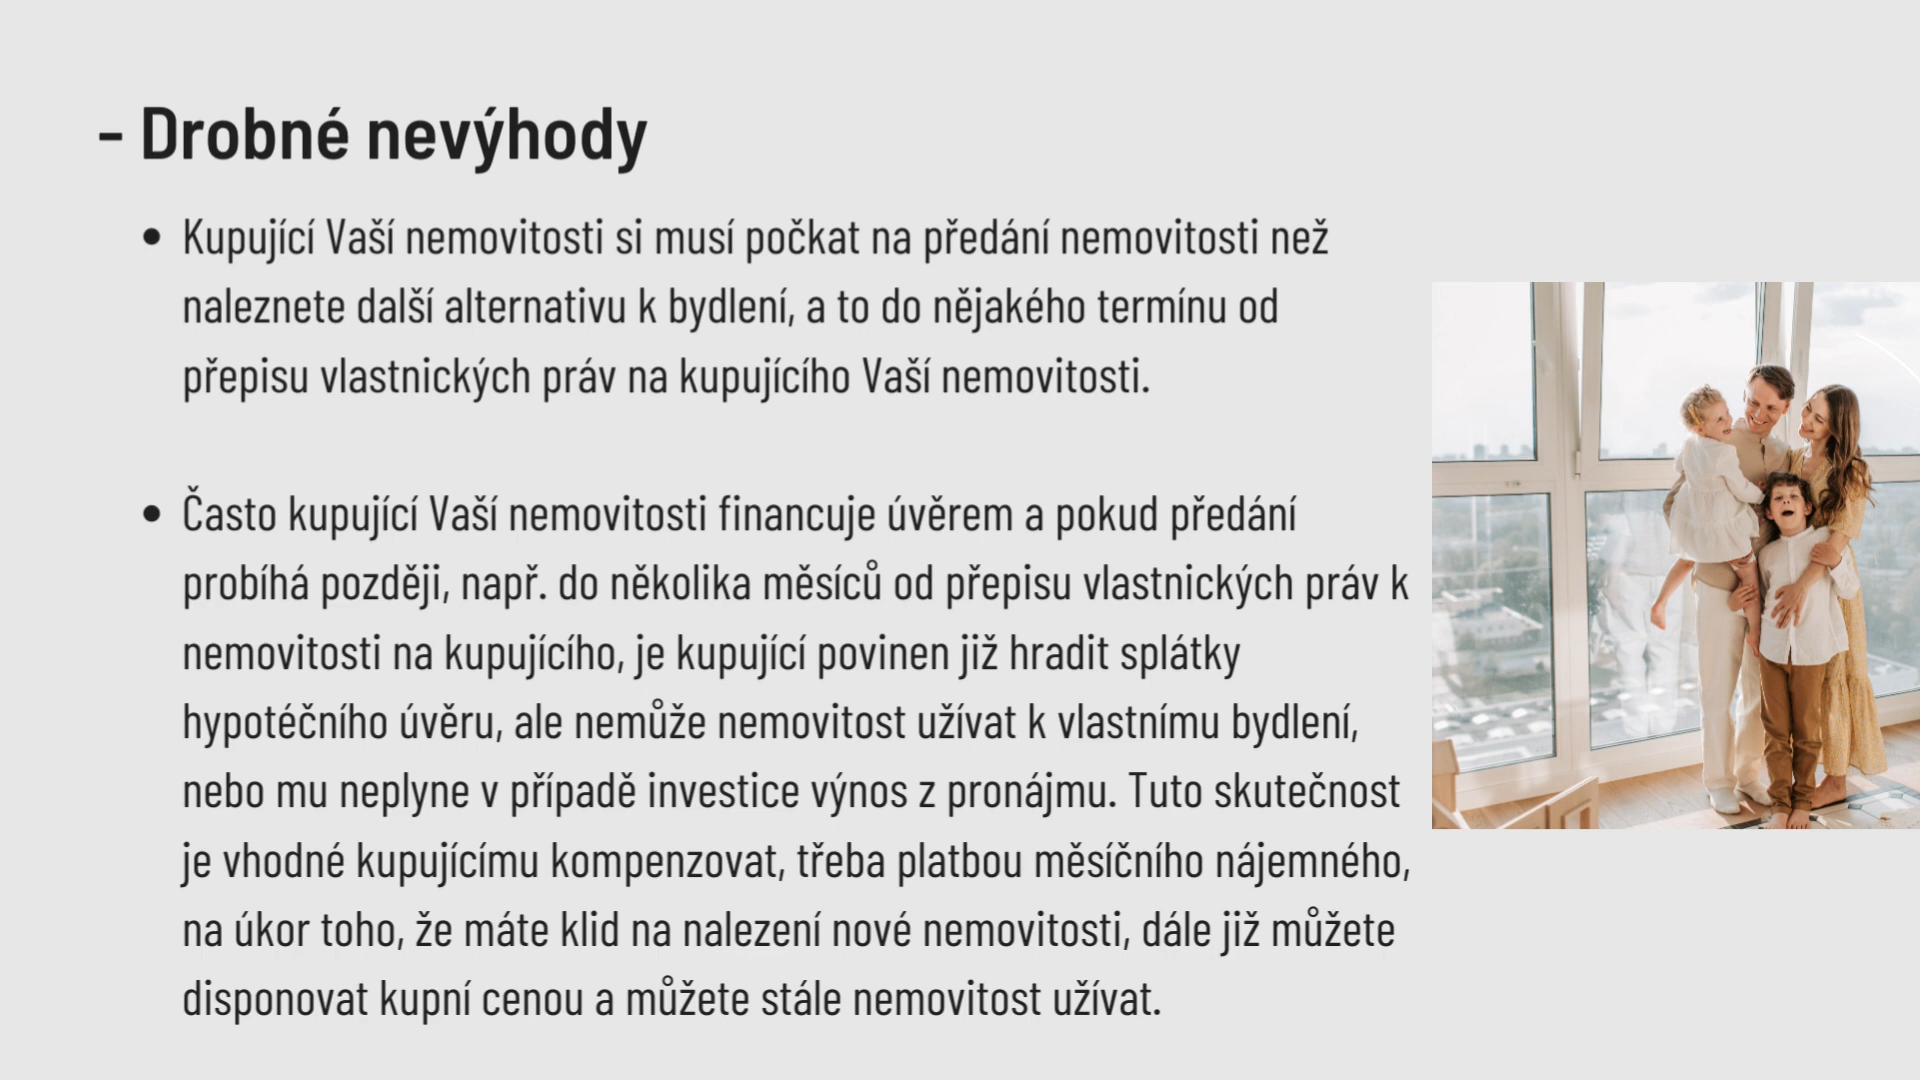 - Drobné nevýhody
• Kupující Vaší nemovitosti si musí počkat na předání nemovitosti než
naleznete další alternativu k bydlení, a to do nějakého termínu od
přepisu vlastnických práv na kupujícího Vaší nemovitosti.
• Často kupující Vaší nemovitosti financuje úvěrem a pokud předání
probíhá později, např. do několika měsíců od přepisu vlastnických práv k
nemovitosti na kupujícího, je kupující povinen již hradit splátky
hypotéčního úvěru, ale nemůže nemovitost užívat k vlastnímu bydlení,
nebo mu neplyne v případě investice výnos z pronájmu. Tuto skutečnost
je vhodné kupujícímu kompenzovat, třeba platbou měsíčního nájemného,
na úkor toho, že máte klid na nalezení nové nemovitosti, dále již můžete
disponovat kupní cenou a můžete stále nemovitost užívat.